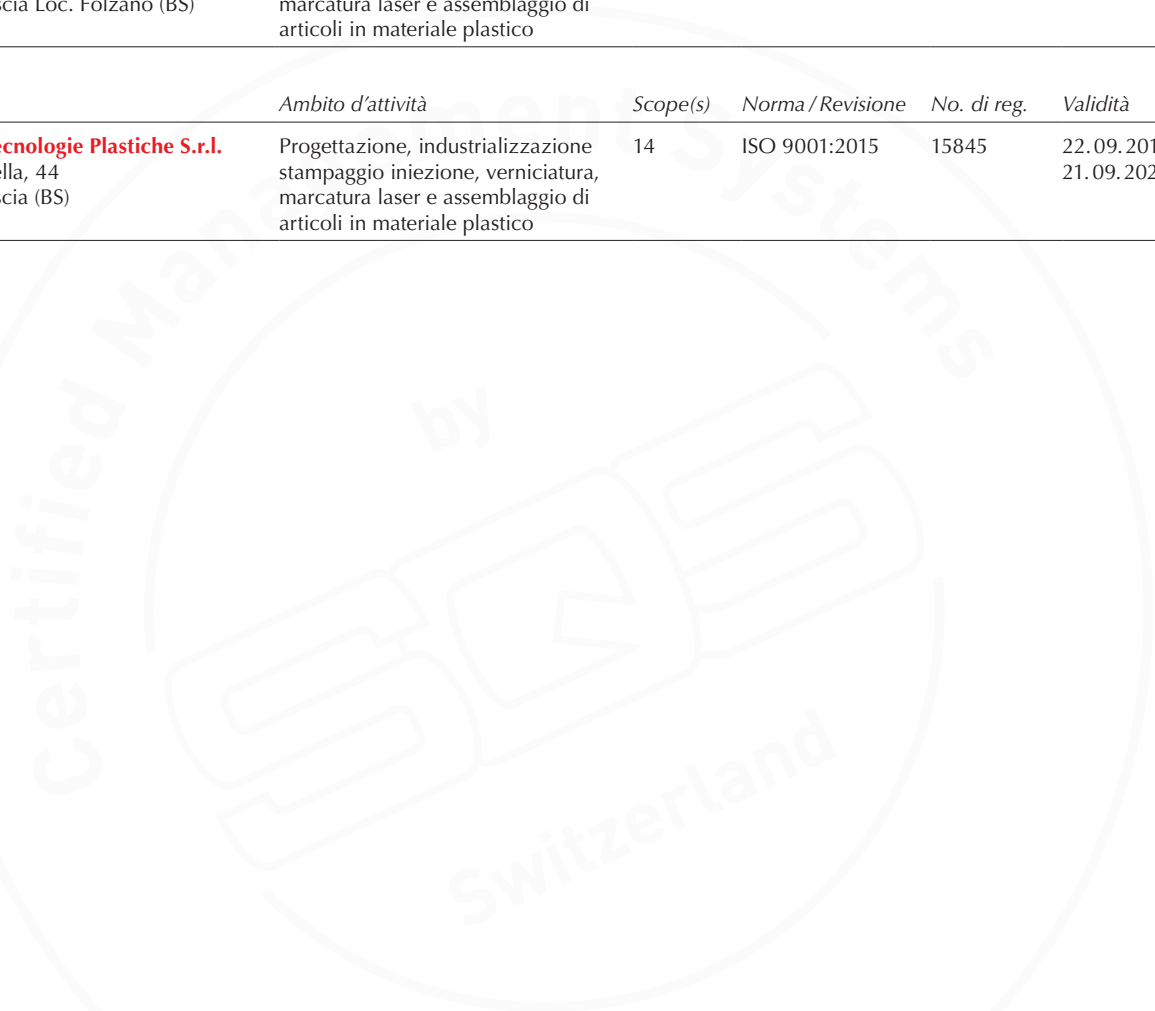 scia Loc. Folzano (BS) marcatura laser e assemblaggio di
articoli in materiale plastico
Ambito d'attività Scope(s) Norma / Revisione No. di reg. Validità
ecnologie Plastiche S.r.l. Progettazione, industrializzazione 14 ISO 9001:2015 15845 22. 09. 201
ella, 44 stampaggio iniezione, verniciatura, 21. 09. 202
scia (BS) marcatura laser e assemblaggio di
articoli in materiale plastico
Certified Management Systems
by
SQS
Switzerland